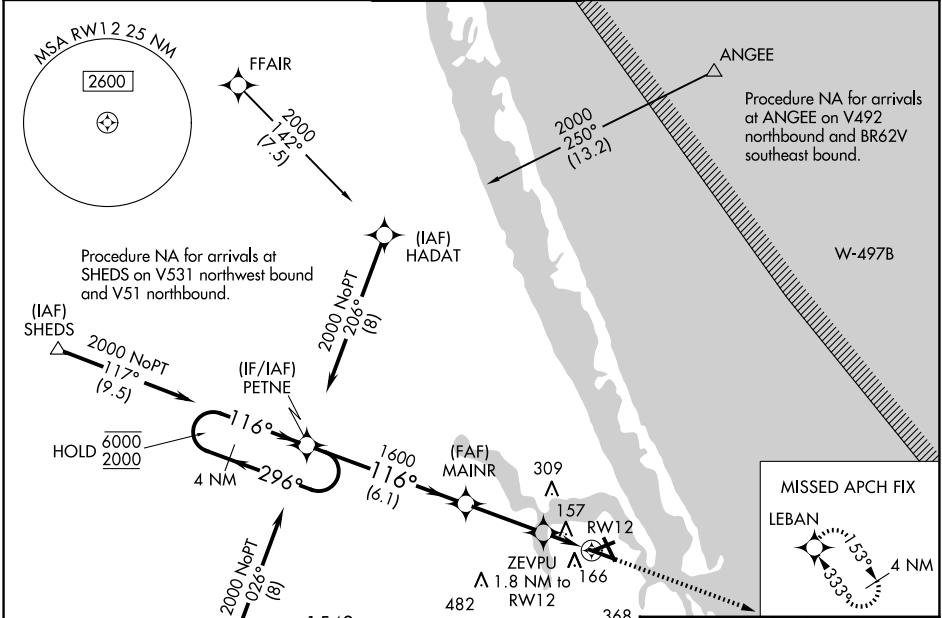 MSA RW12 25 NM
2600
FFAIR
2000
142°
(7.5)
ANGEE
2000
250°
(13.2)
Procedure NA for arrivals
at ANGEE on V492
northbound and BR62V
southeast bound.
W-497B
(IAF)
HADAT
2000 NoPT
206°
(8)
Procedure NA for arrivals at
SHEDS on V531 northwest bound
and V51 northbound.
(IAF)
SHEDS
2000 NoPT
117°
(9.5)
(IF/IAF)
PETNE
HOLD 6000
2000
116°
4 NM
296°
1600
116°
(6.1)
(FAF)
MAINR
309
157
RW12
ZEVPU
1.8 NM to
RW12
166
482
368
2000 NoPT
026°
(8)
MISSED APCH FIX
LEBAN
153°
333°
4 NM